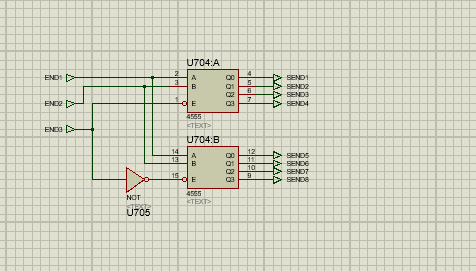 U704:A
END1 2 A Q0 4 SEND1
3 B Q1 5 SEND2
Q2 6 SEND3
END2 1 E Q3 7 SEND4
4555
<TEXT>
END3
U704:B
14 A Q0 12 SEND5
13 B Q1 11 SEND6
Q2 10 SEND7
15 E Q3 9 SEND8
4555
<TEXT>
NOT
<TEXT>
U705